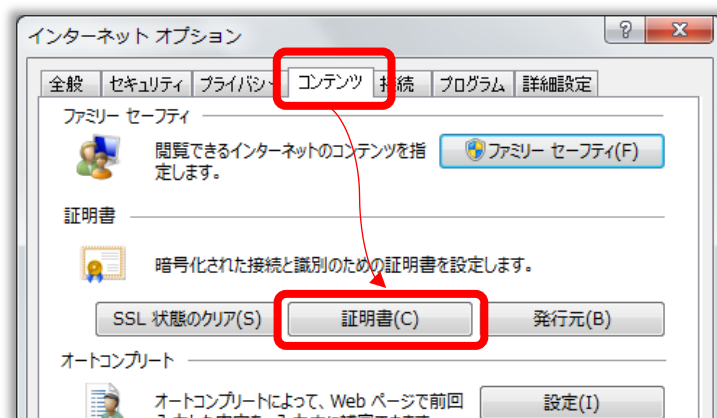 インターネット オプション
全般 セキュリティ プライバシー コンテンツ 接続 プログラム 詳細設定
ファミリー セーフティ
閲覧できるインターネットのコンテンツを指定します。
ファミリー セーフティ(F)
証明書
暗号化された接続と識別のための証明書を設定します。
SSL 状態のクリア(S) 証明書(C) 発行元(B)
オートコンプリート
オートコンプリートによって、Web ページで前回
設定(I)